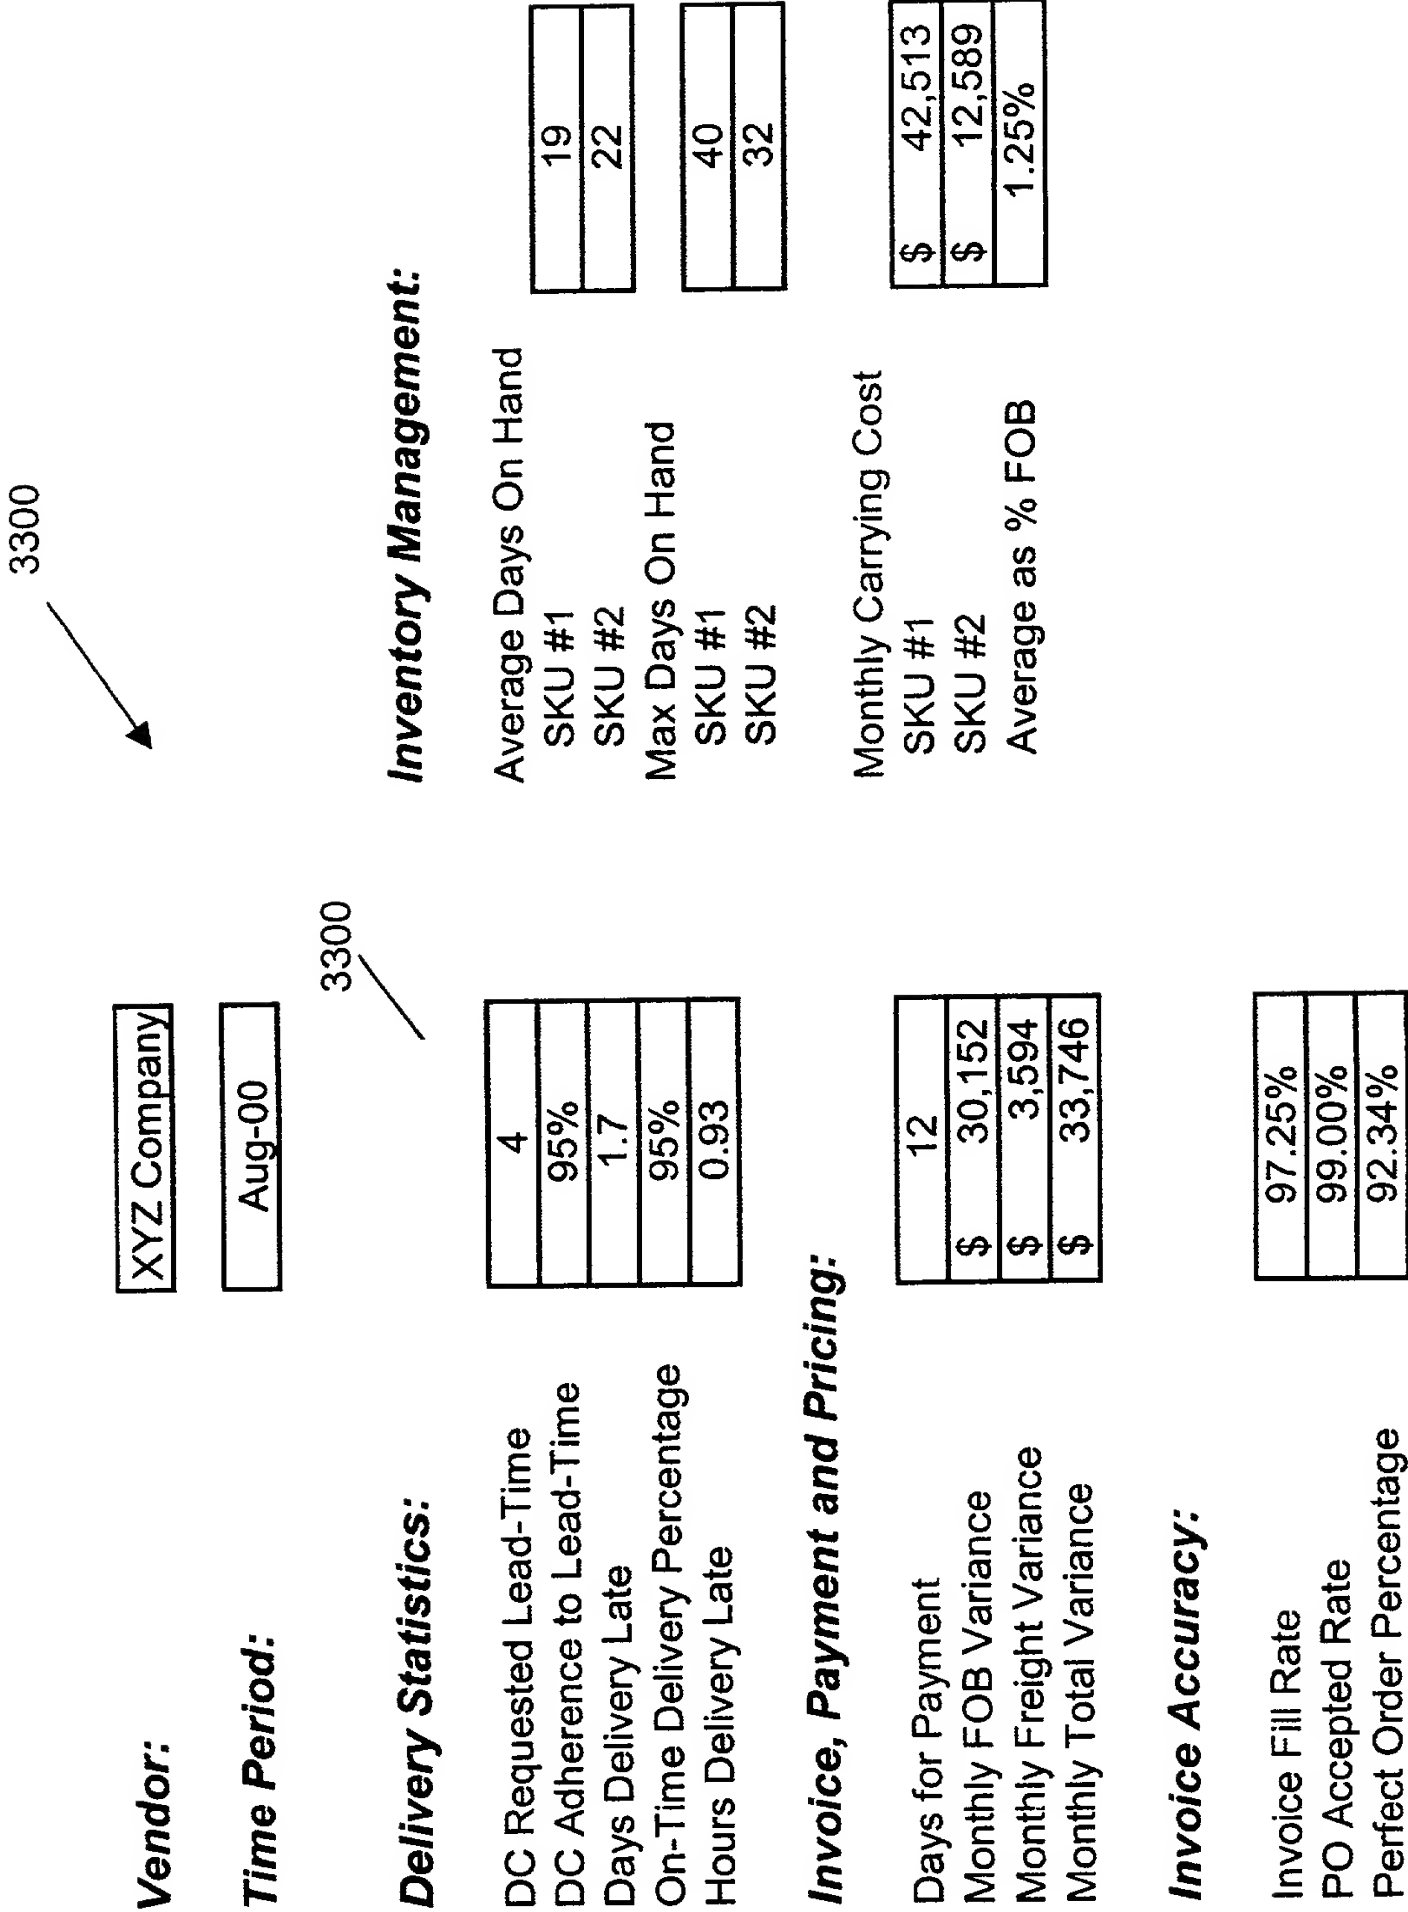 3300
Vendor: XYZ Company
Time Period: Aug-00
3300
Delivery Statistics:
DC Requested Lead-Time 4
DC Adherence to Lead-Time 95%
Days Delivery Late 1.7
On-Time Delivery Percentage 95%
Hours Delivery Late 0.93
Invoice, Payment and Pricing:
Days for Payment 12
Monthly FOB Variance $ 30,152
Monthly Freight Variance $ 3,594
Monthly Total Variance $ 33,746
Invoice Accuracy:
Invoice Fill Rate 97.25%
PO Accepted Rate 99.00%
Perfect Order Percentage 92.34%
Inventory Management:
Average Days On Hand
SKU #1 19
SKU #2 22
Max Days On Hand
SKU #1 40
SKU #2 32
Monthly Carrying Cost
SKU #1 $ 42,513
SKU #2 $ 12,589
Average as % FOB 1.25%